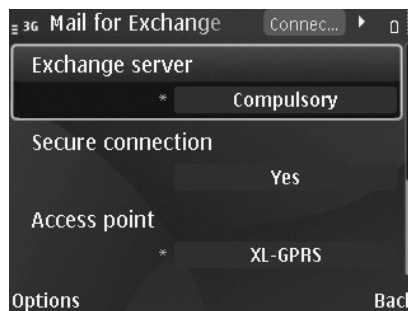 3G Mail for Exchange Connec...
Exchange server
* Compulsory
Secure connection
Yes
Access point
* XL-GPRS
Options Bac